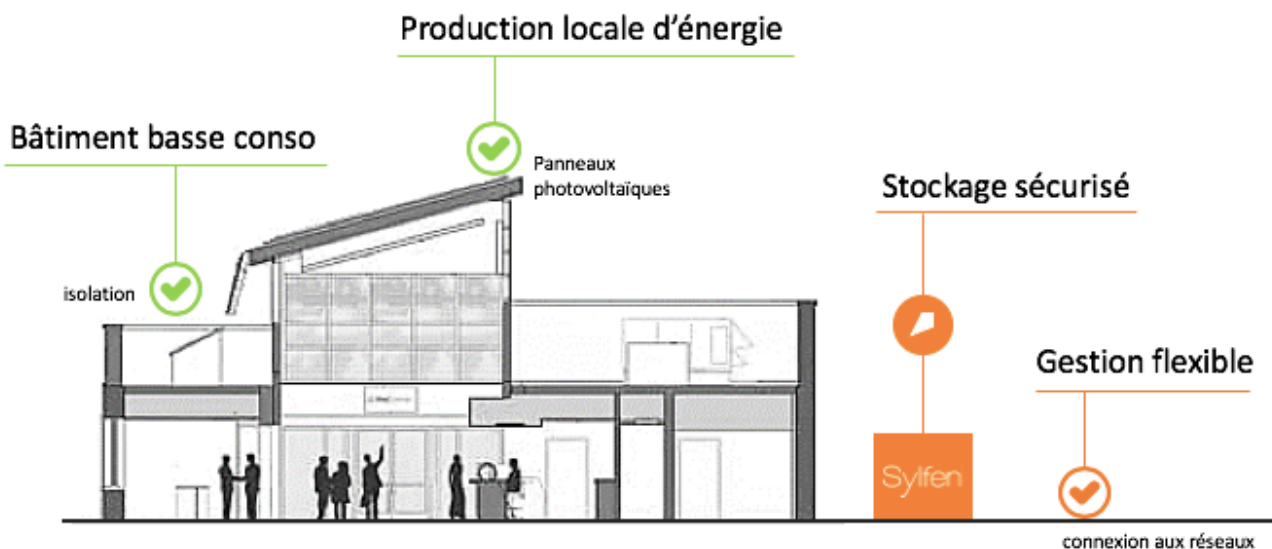 Production locale d'énergie
Bâtiment basse conso
Panneaux
photovoltaïques
Stockage sécurisé
isolation
Gestion flexible
Sylfen
connexion aux réseaux